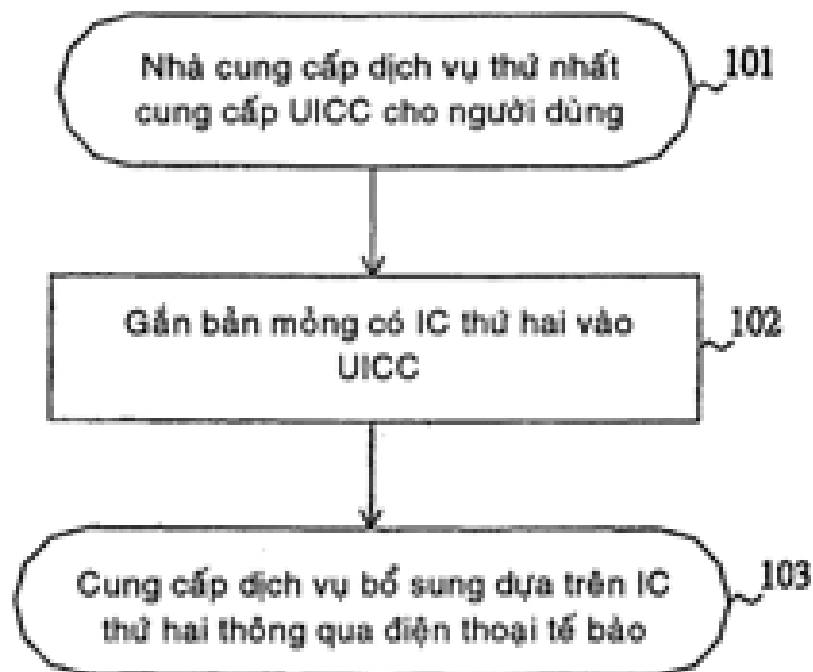 Nhà cung cấp dịch vụ thứ nhất
cung cấp UICC cho người dùng
101
Gắn bản mỏng có IC thứ hai vào
UICC
102
Cung cấp dịch vụ bổ sung dựa trên IC
thứ hai thông qua điện thoại tế bào
103